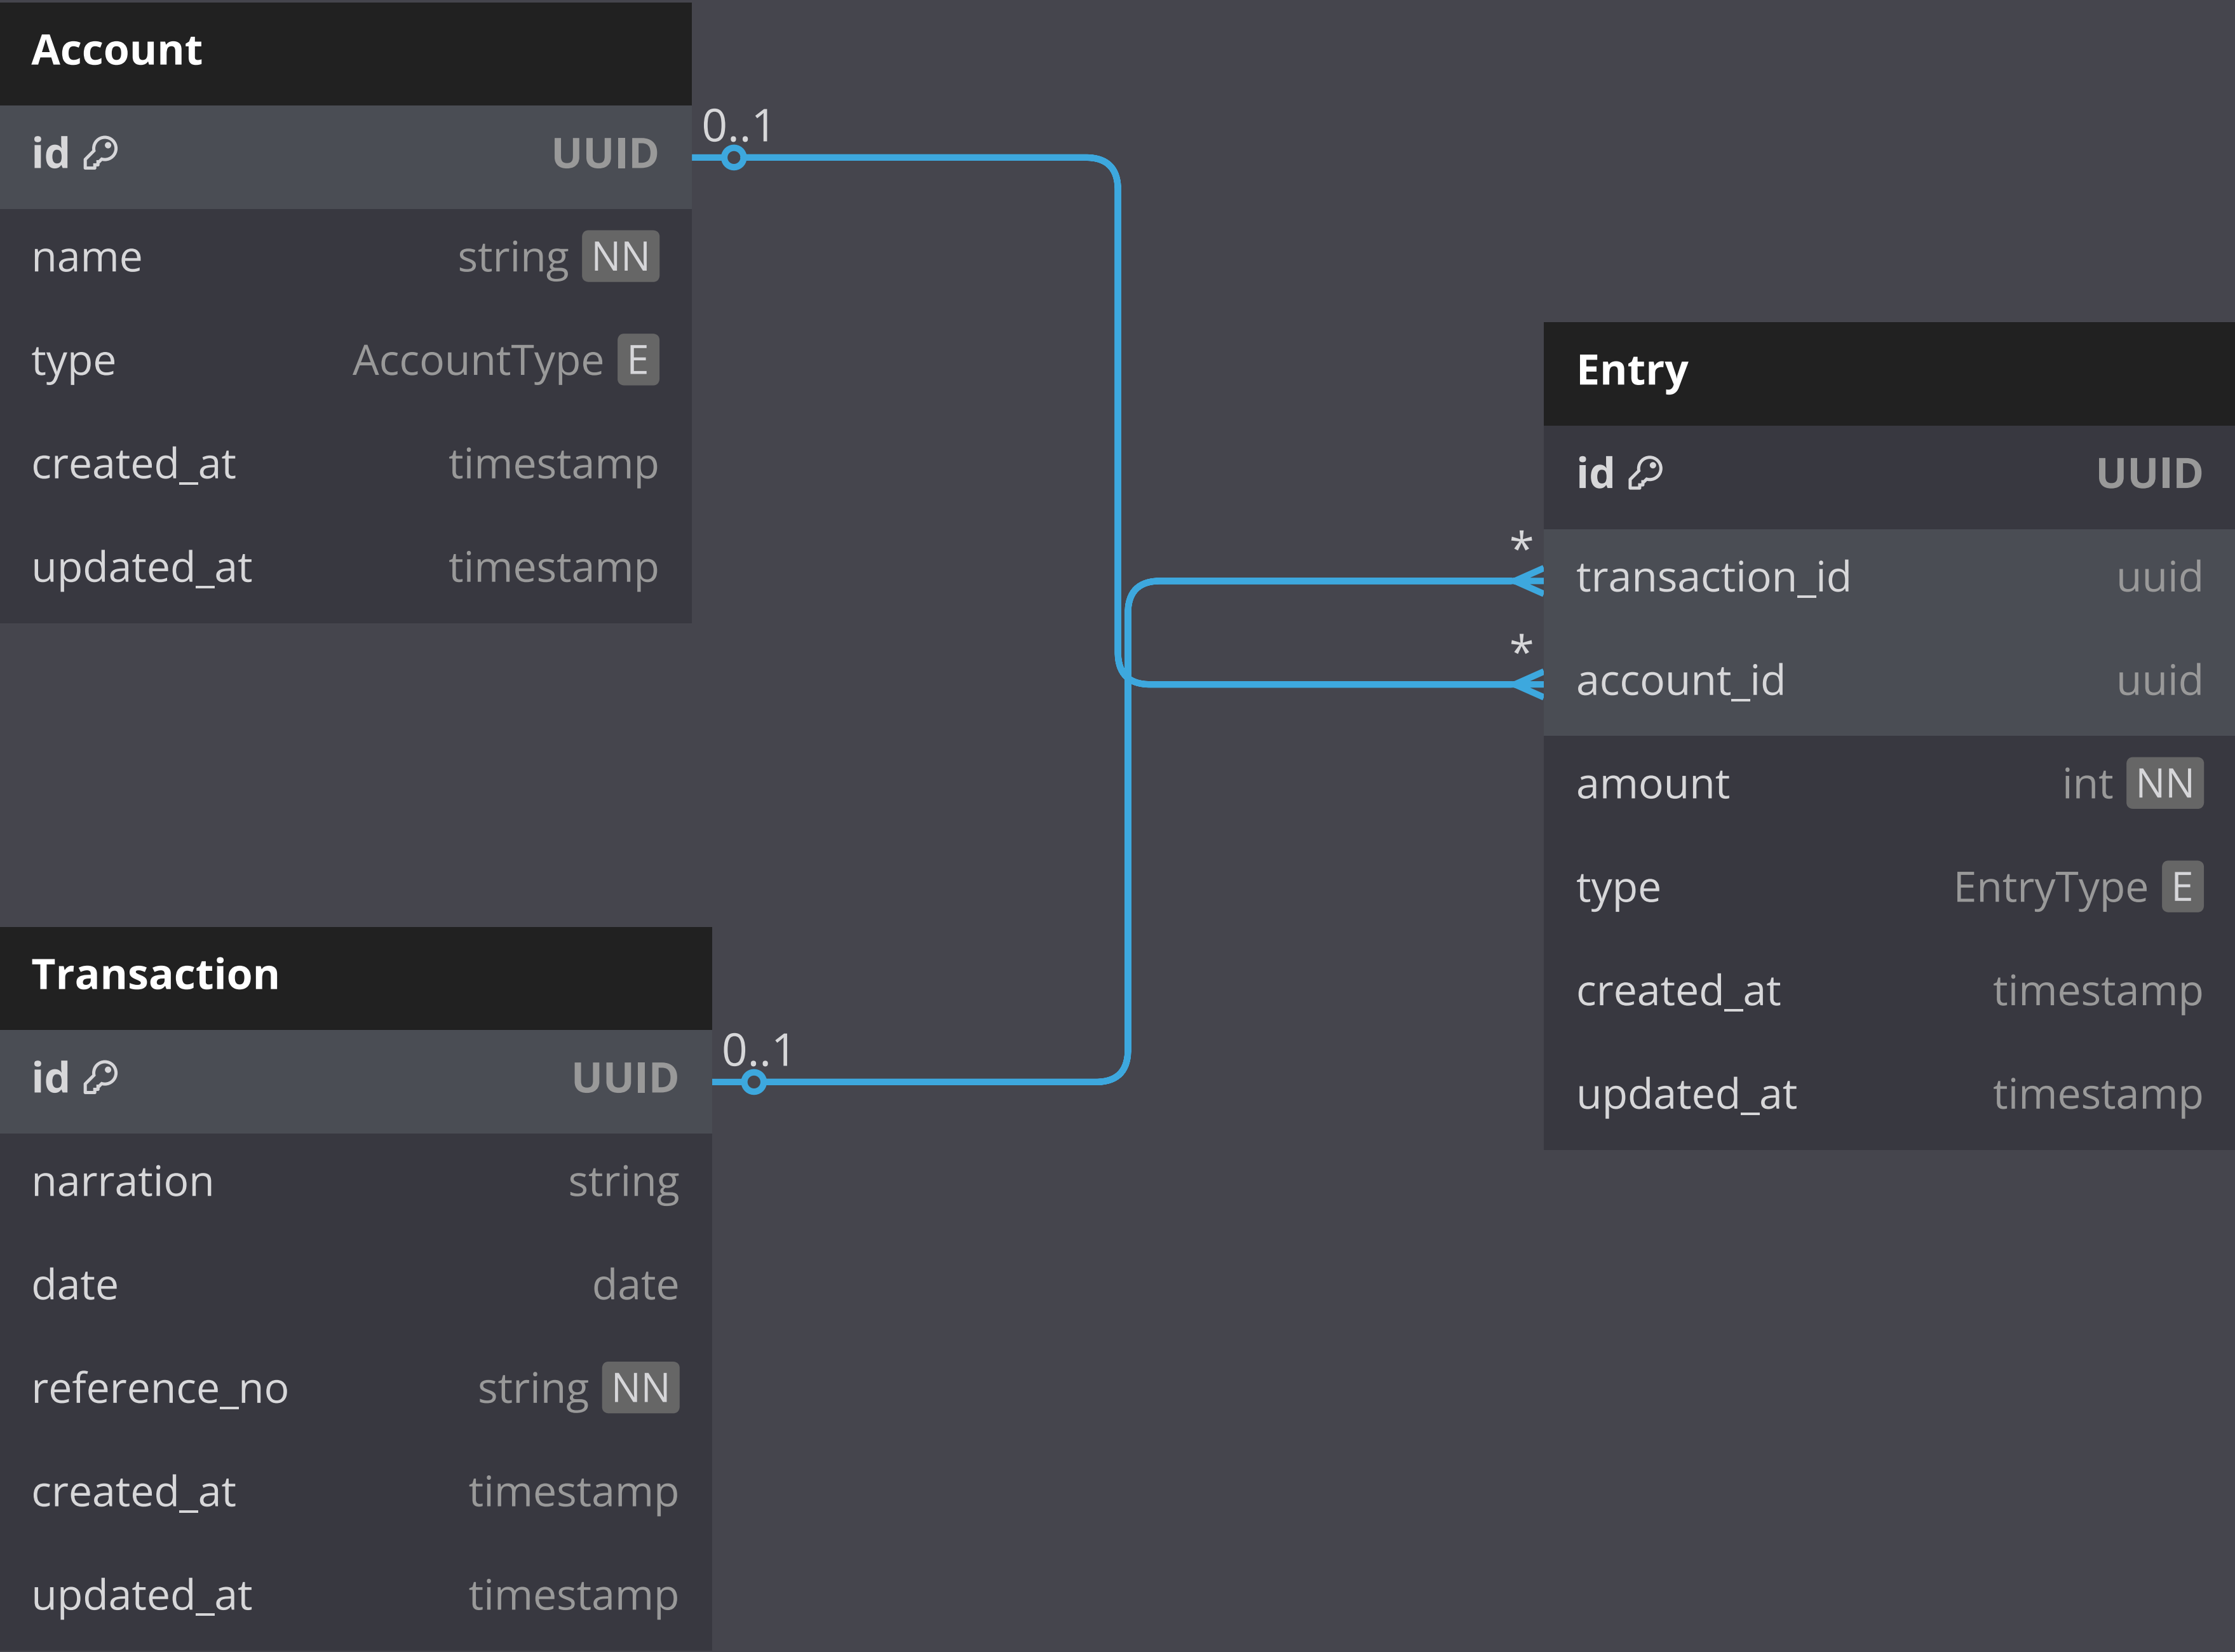 Account
id UUID
name string NN
type AccountType E
created_at timestamp
updated_at timestamp
0..1
Transaction
id UUID
narration string
date date
reference_no string NN
created_at timestamp
updated_at timestamp
0..1
Entry
id UUID
* transaction_id uuid
* account_id uuid
amount int NN
type EntryType E
created_at timestamp
updated_at timestamp